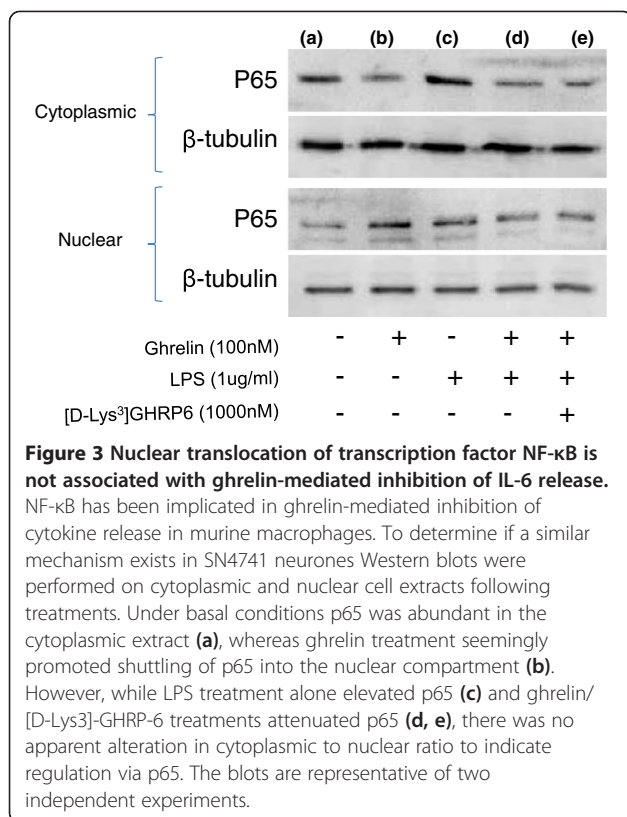 (a) (b) (c) (d) (e)
P65
Cytoplasmic
β-tubulin
P65
Nuclear
β-tubulin
Ghrelin (100nM) - + - + +
LPS (1ug/ml) - - + + +
[D-Lys³]GHRP6 (1000nM) - - - - +
Figure 3 Nuclear translocation of transcription factor NF-κB is
not associated with ghrelin-mediated inhibition of IL-6 release.
NF-κB has been implicated in ghrelin-mediated inhibition of
cytokine release in murine macrophages. To determine if a similar
mechanism exists in SN4741 neurones Western blots were
performed on cytoplasmic and nuclear cell extracts following
treatments. Under basal conditions p65 was abundant in the
cytoplasmic extract (a), whereas ghrelin treatment seemingly
promoted shuttling of p65 into the nuclear compartment (b).
However, while LPS treatment alone elevated p65 (c) and ghrelin/
[D-Lys3]-GHRP-6 treatments attenuated p65 (d, e), there was no
apparent alteration in cytoplasmic to nuclear ratio to indicate
regulation via p65. The blots are representative of two
independent experiments.